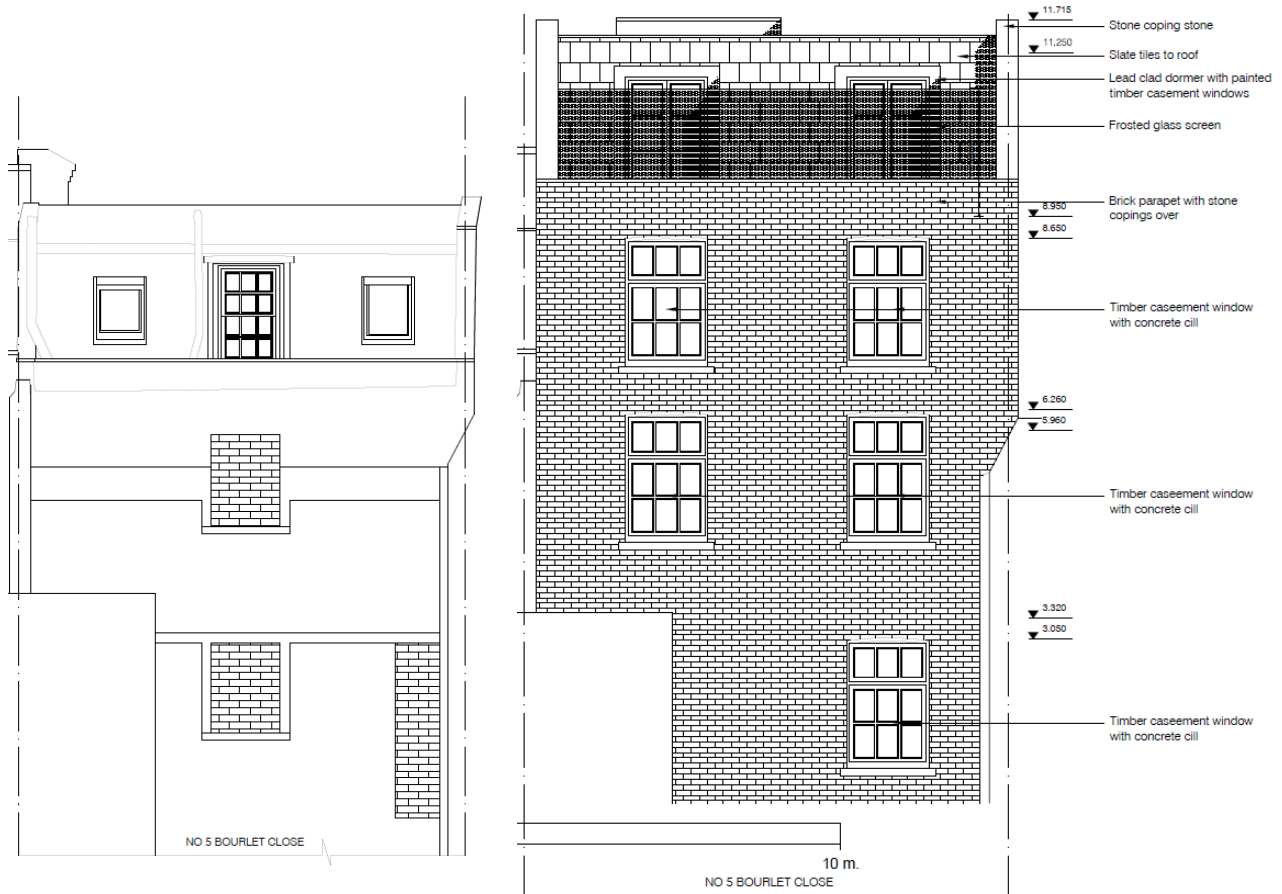 11.715
Stone coping stone
11.250
Slate tiles to roof
Lead clad dormer with painted
timber casement windows
Frosted glass screen
Brick parapet with stone
copings over
8.950
8.650
Timber caseement window
with concrete cill
6.260
5.960
Timber caseement window
with concrete cill
3.320
3.050
Timber caseement window
with concrete cill
NO 5 BOURLET CLOSE
10 m.
NO 5 BOURLET CLOSE